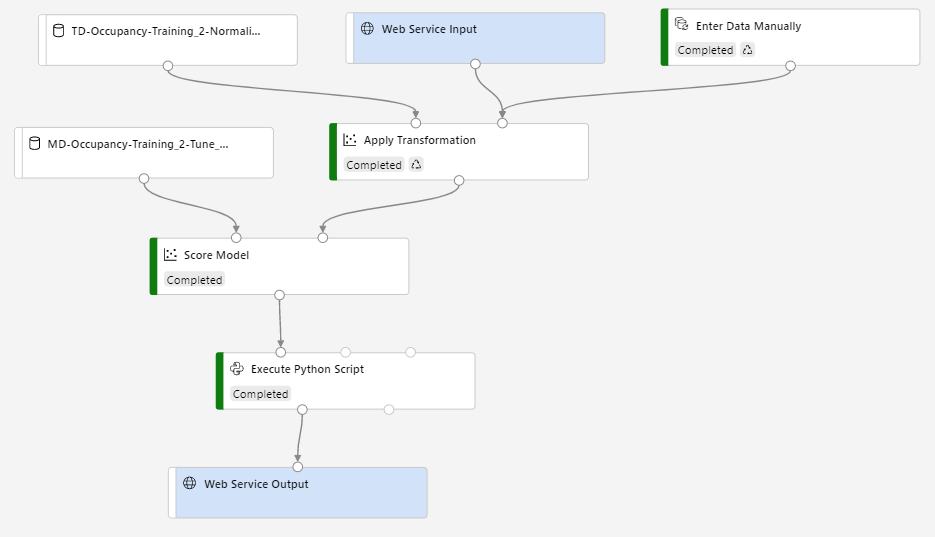 TD-Occupancy-Training_2-Normali...
Web Service Input
Enter Data Manually
Completed
MD-Occupancy-Training_2-Tune_...
Apply Transformation
Completed
Score Model
Completed
Execute Python Script
Completed
Web Service Output